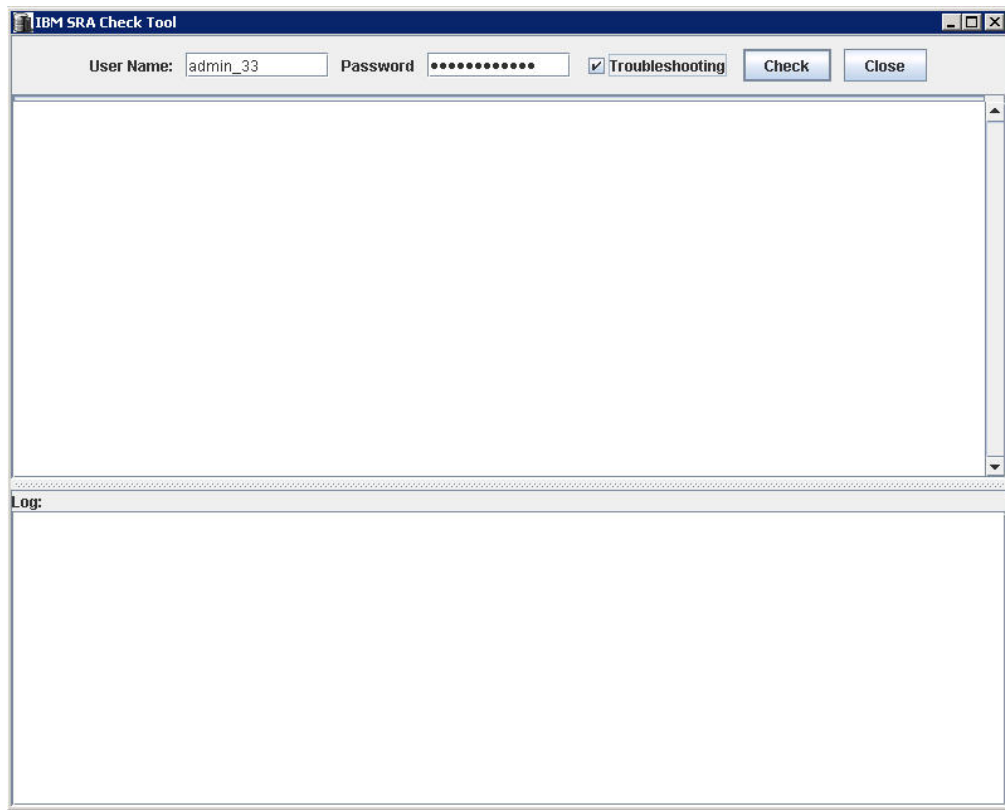 IBM SRA Check Tool
User Name: admin_33 Password ●●●●●●●●●●●● Troubleshooting Check Close
Log: